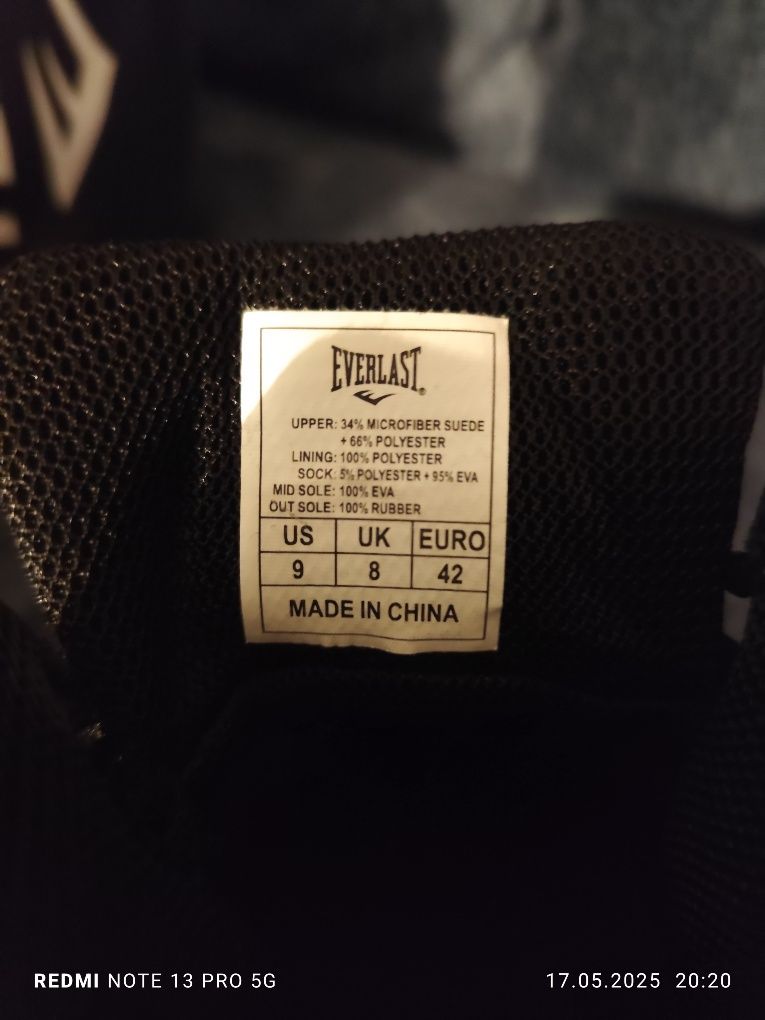 EVERLAST®
UPPER: 34% MICROFIBER SUEDE
+ 66% POLYESTER
LINING: 100% POLYESTER
SOCK: 5% POLYESTER + 95% EVA
MID SOLE: 100% EVA
OUT SOLE: 100% RUBBER
US UK EURO
9 8 42
MADE IN CHINA
REDMI NOTE 13 PRO 5G 17.05.2025 20:20